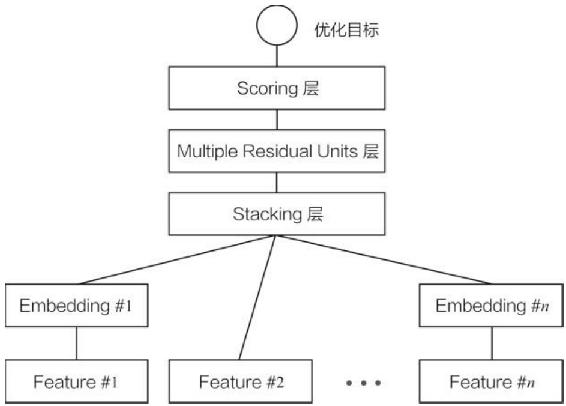 优化目标
Scoring 层
Multiple Residual Units 层
Stacking 层
Embedding #1
Embedding #n
Feature #1
Feature #2
• • •
Feature #n